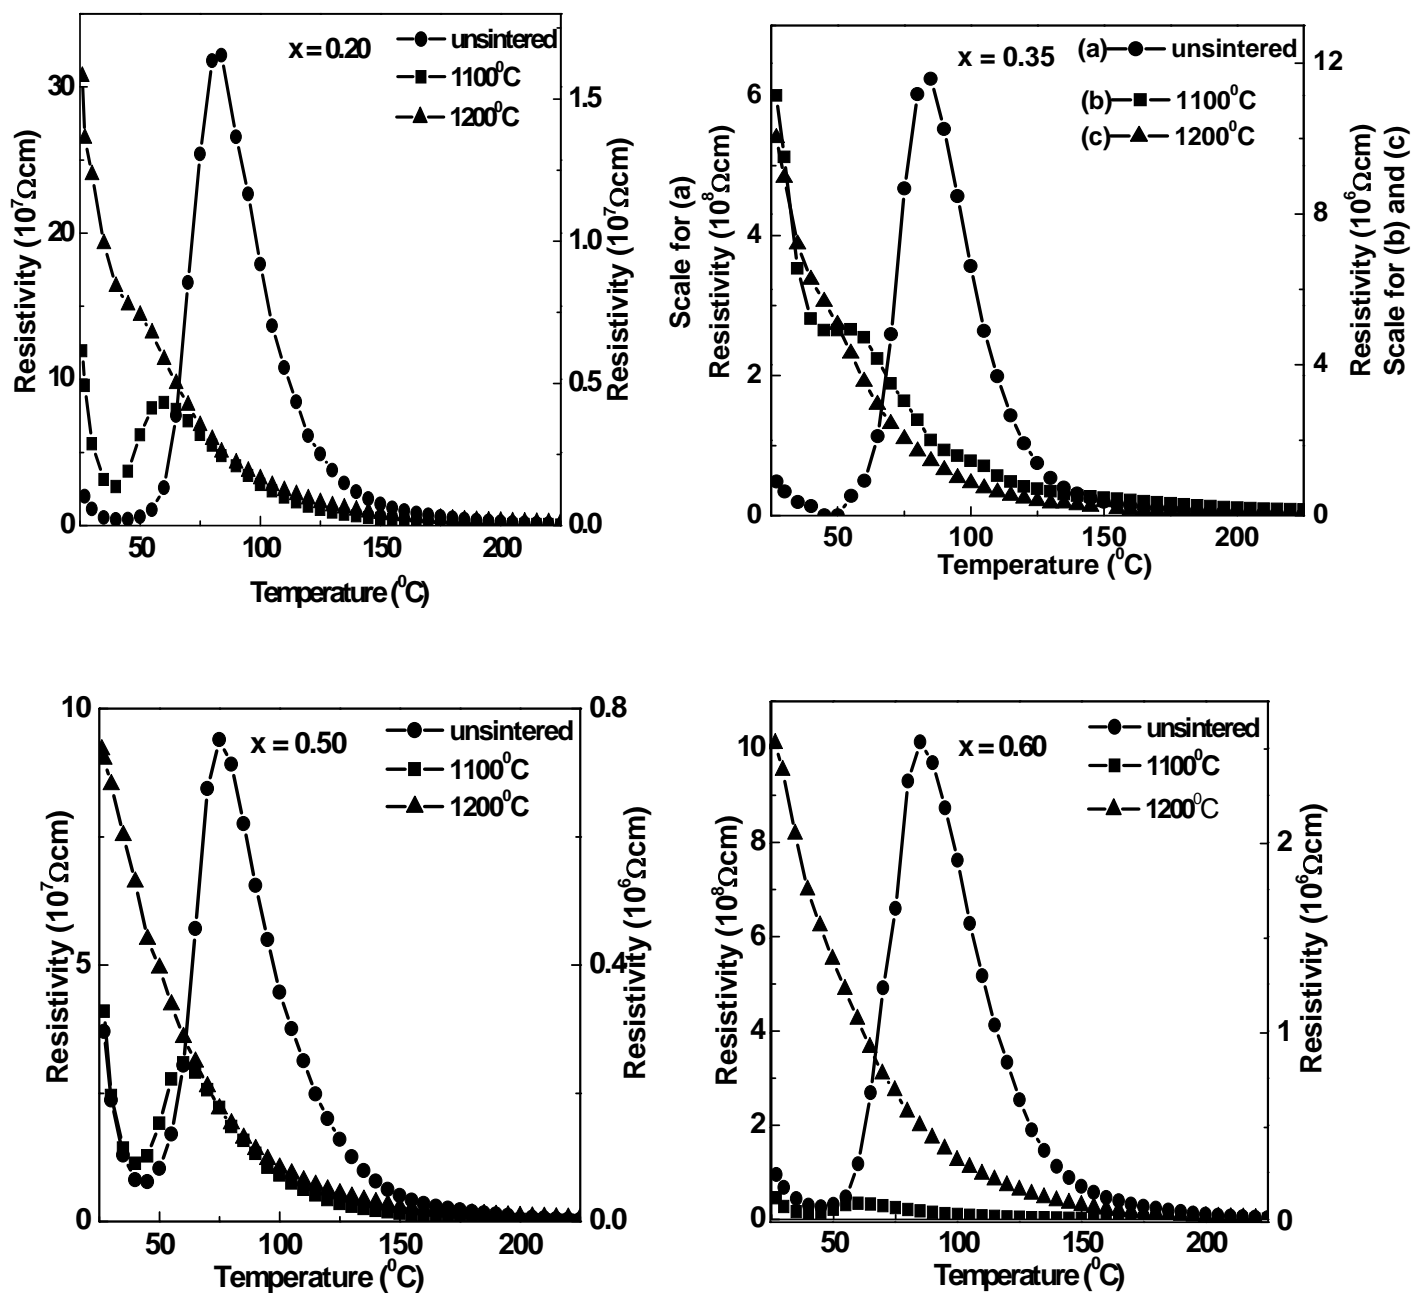 x = 0.20
unsintered
1100⁰C
1200⁰C
Resistivity (10⁷Ωcm)
30
20
10
0
1.5
1.0
0.5
0.0
Resistivity (10⁷Ωcm)
50 100 150 200
Temperature (⁰C)
x = 0.35
(a) unsintered
(b) 1100⁰C
(c) 1200⁰C
Scale for (a)
Resistivity (10⁸Ωcm)
6
4
2
0
12
8
4
0
Resistivity (10⁶Ωcm)
Scale for (b) and (c)
50 100 150 200
Temperature (⁰C)
x = 0.50
unsintered
1100⁰C
1200⁰C
Resistivity (10⁷Ωcm)
10
5
0
0.8
0.4
0.0
Resistivity (10⁶Ωcm)
50 100 150 200
Temperature (⁰C)
x = 0.60
unsintered
1100⁰C
1200⁰C
Resistivity (10⁸Ωcm)
10
8
6
4
2
0
2
1
0
Resistivity (10⁶Ωcm)
50 100 150 200
Temperature (⁰C)